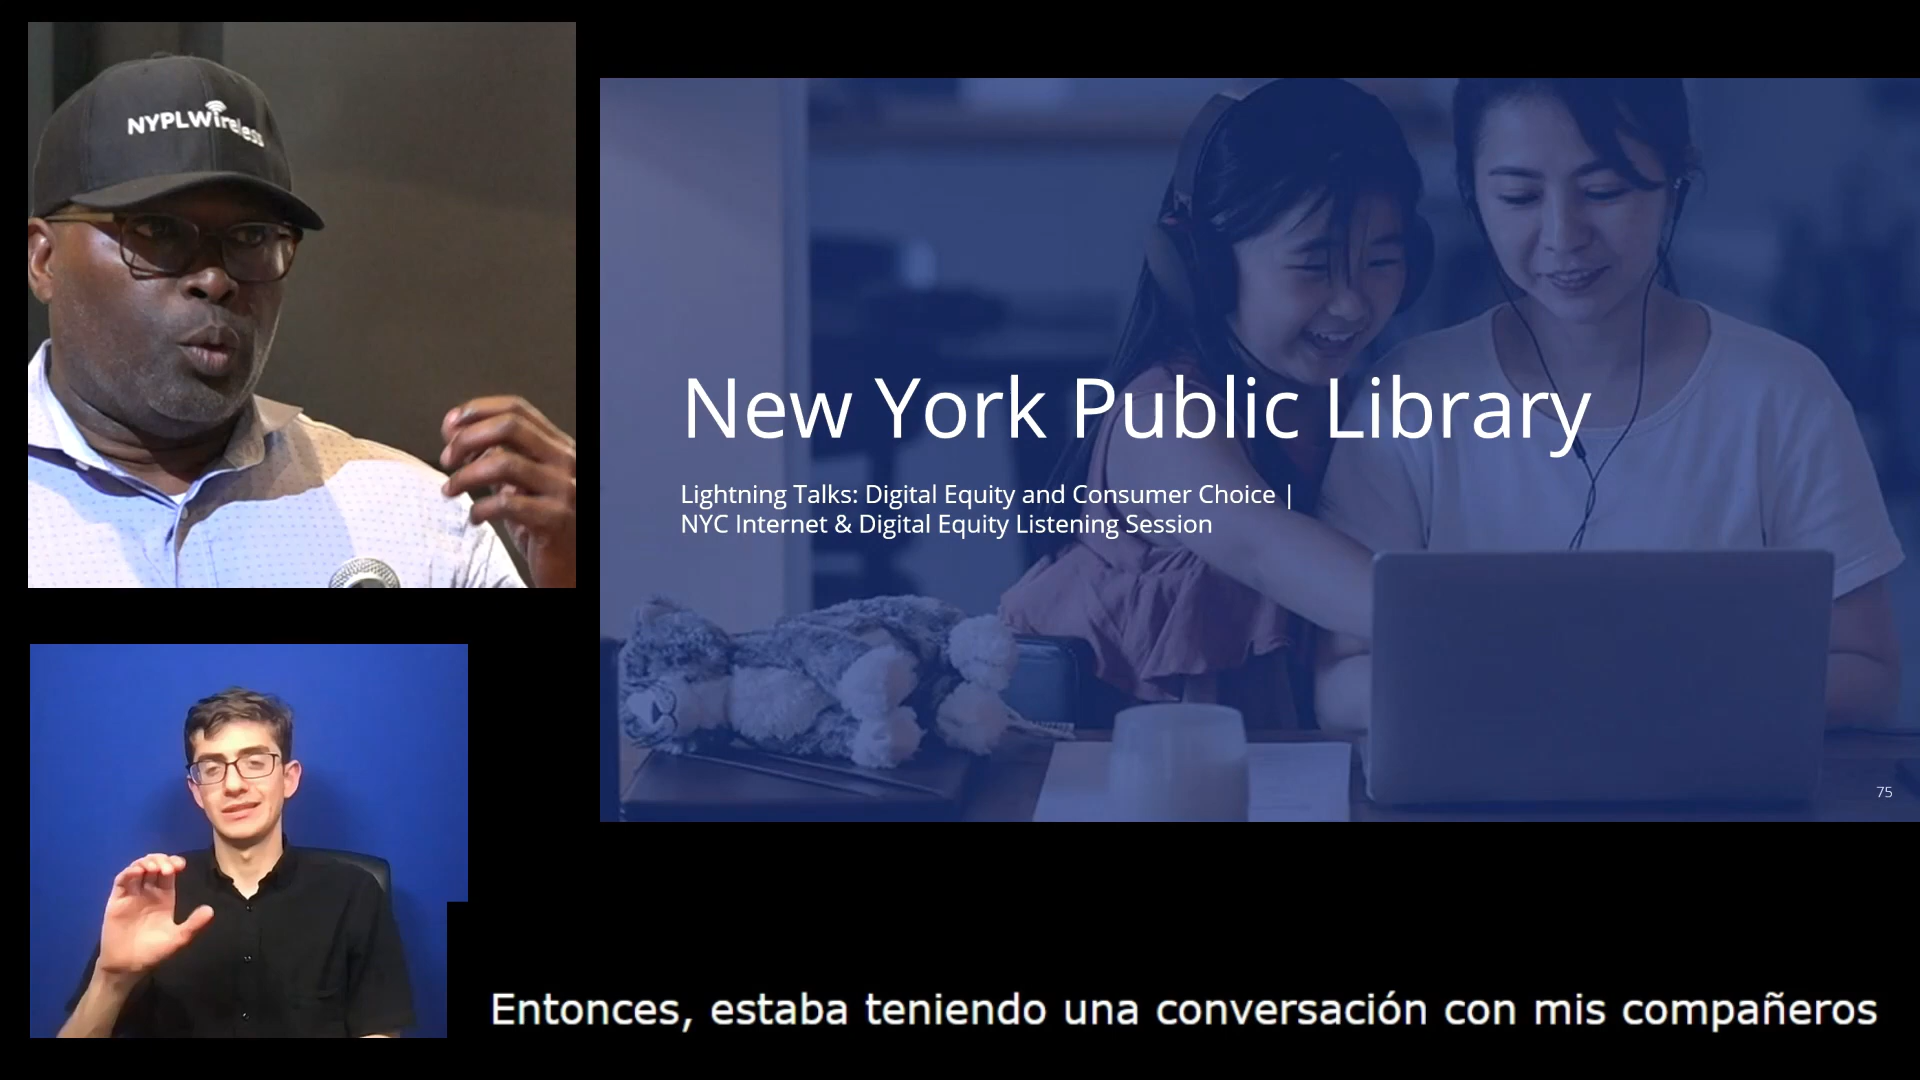 NYPLWireless
New York Public Library
Lightning Talks: Digital Equity and Consumer Choice |
NYC Internet & Digital Equity Listening Session
75
Entonces, estaba teniendo una conversación con mis compañeros